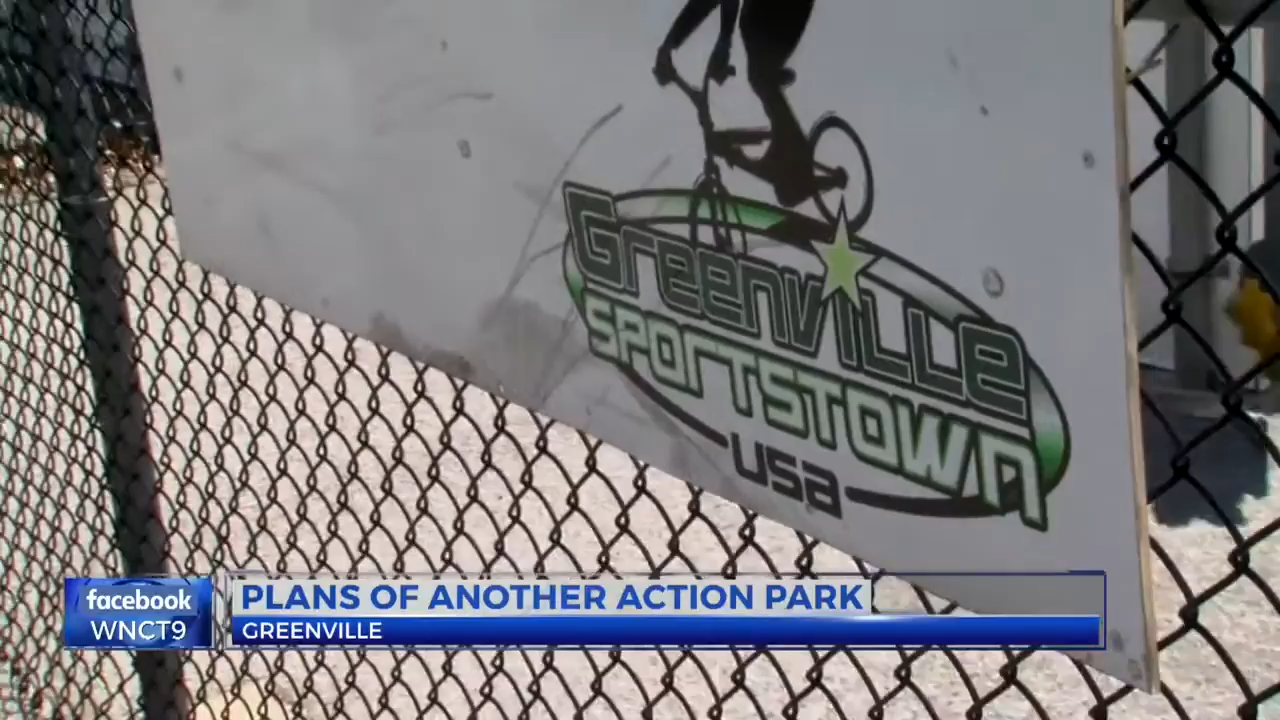 Greenville
SPORTSTOWN
USA
facebook
WNCT9
PLANS OF ANOTHER ACTION PARK
GREENVILLE